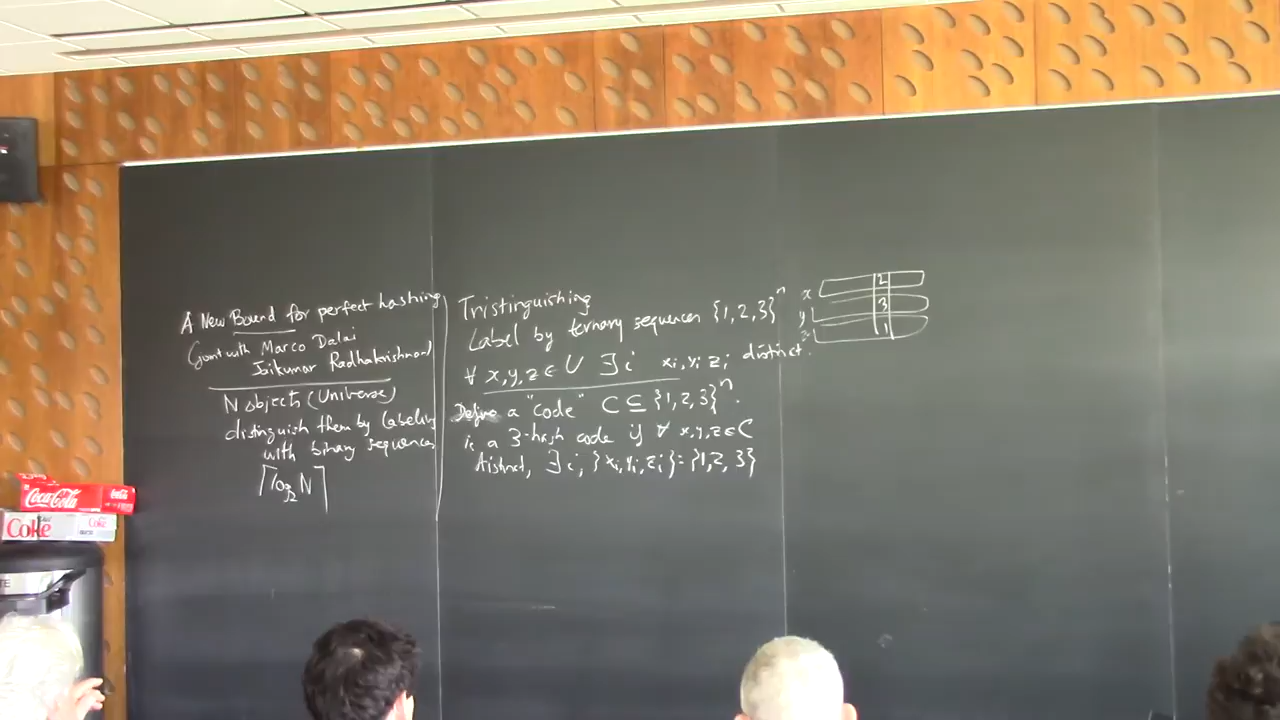 A New Bound for perfect hashing
(joint with Marco Dalai
Jaikumar Radhakrishnan)
N objects (Universe)
distinguish them by labeling
with binary sequences
⌈log₂N⌉
Tristinguishing
Label by ternary sequences {1,2,3}ⁿ
∀ x,y,z ∈ U ∃ i xᵢ,yᵢ zᵢ distinct.
Define a "code" C ⊆ {1,2,3}ⁿ.
is a 3-hash code if ∀ x,y,z∈C
distinct, ∃ i, {xᵢ,yᵢ,zᵢ}={1,2,3}
x 2
y 3
z 1
Coca-Cola
Coke
Coke